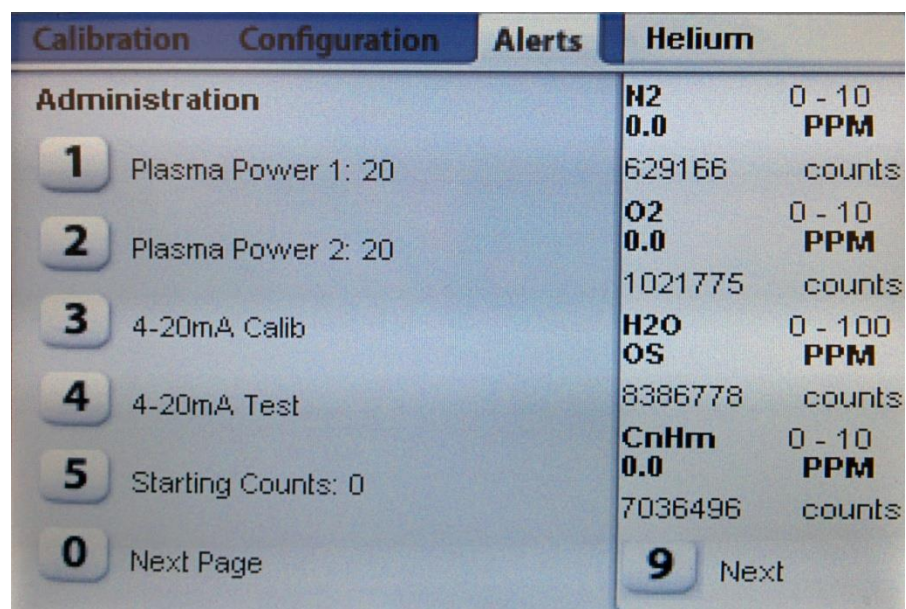 Calibration Configuration Alerts Helium
Administration
1 Plasma Power 1: 20
2 Plasma Power 2: 20
3 4-20mA Calib
4 4-20mA Test
5 Starting Counts: 0
0 Next Page
N2 0 - 10
0.0 PPM
629166 counts
O2 0 - 10
0.0 PPM
1021775 counts
H2O 0 - 100
OS PPM
8386778 counts
CnHm 0 - 10
0.0 PPM
7036496 counts
9 Next